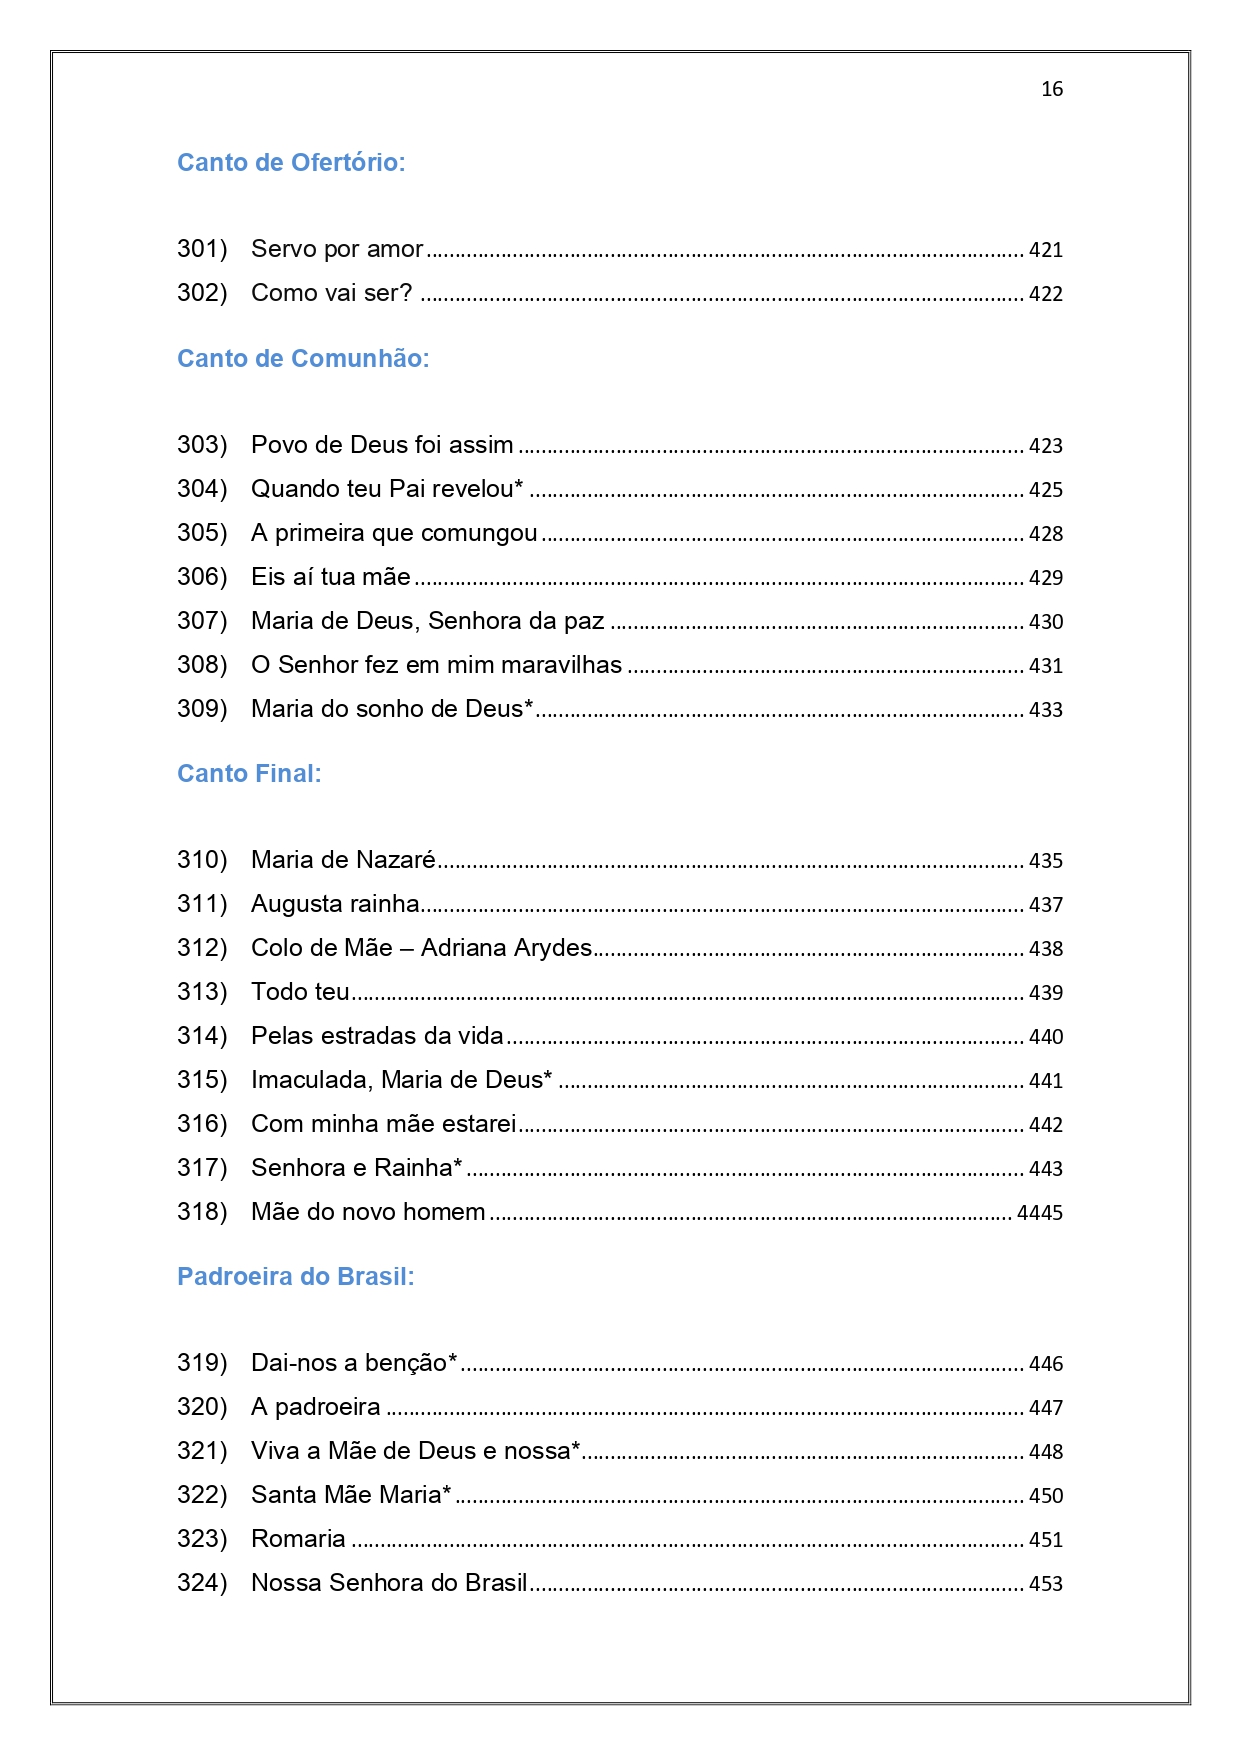 16
Canto de Ofertório:
301) Servo por amor 421
302) Como vai ser? 422
Canto de Comunhão:
303) Povo de Deus foi assim 423
304) Quando teu Pai revelou* 425
305) A primeira que comungou 428
306) Eis aí tua mãe 429
307) Maria de Deus, Senhora da paz 430
308) O Senhor fez em mim maravilhas 431
309) Maria do sonho de Deus* 433
Canto Final:
310) Maria de Nazaré 435
311) Augusta rainha 437
312) Colo de Mãe – Adriana Arydes 438
313) Todo teu 439
314) Pelas estradas da vida 440
315) Imaculada, Maria de Deus* 441
316) Com minha mãe estarei 442
317) Senhora e Rainha* 443
318) Mãe do novo homem 4445
Padroeira do Brasil:
319) Dai-nos a benção* 446
320) A padroeira 447
321) Viva a Mãe de Deus e nossa* 448
322) Santa Mãe Maria* 450
323) Romaria 451
324) Nossa Senhora do Brasil 453